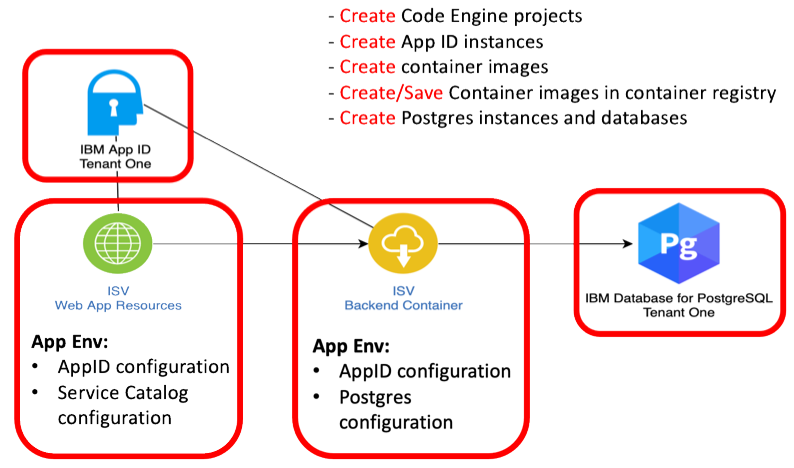 - Create Code Engine projects
- Create App ID instances
- Create container images
- Create/Save Container images in container registry
- Create Postgres instances and databases
IBM App ID
Tenant One
ISV
Web App Resources
App Env:
• AppID configuration
• Service Catalog
configuration
ISV
Backend Container
App Env:
• AppID configuration
• Postgres
configuration
Pg
IBM Database for PostgreSQL
Tenant One